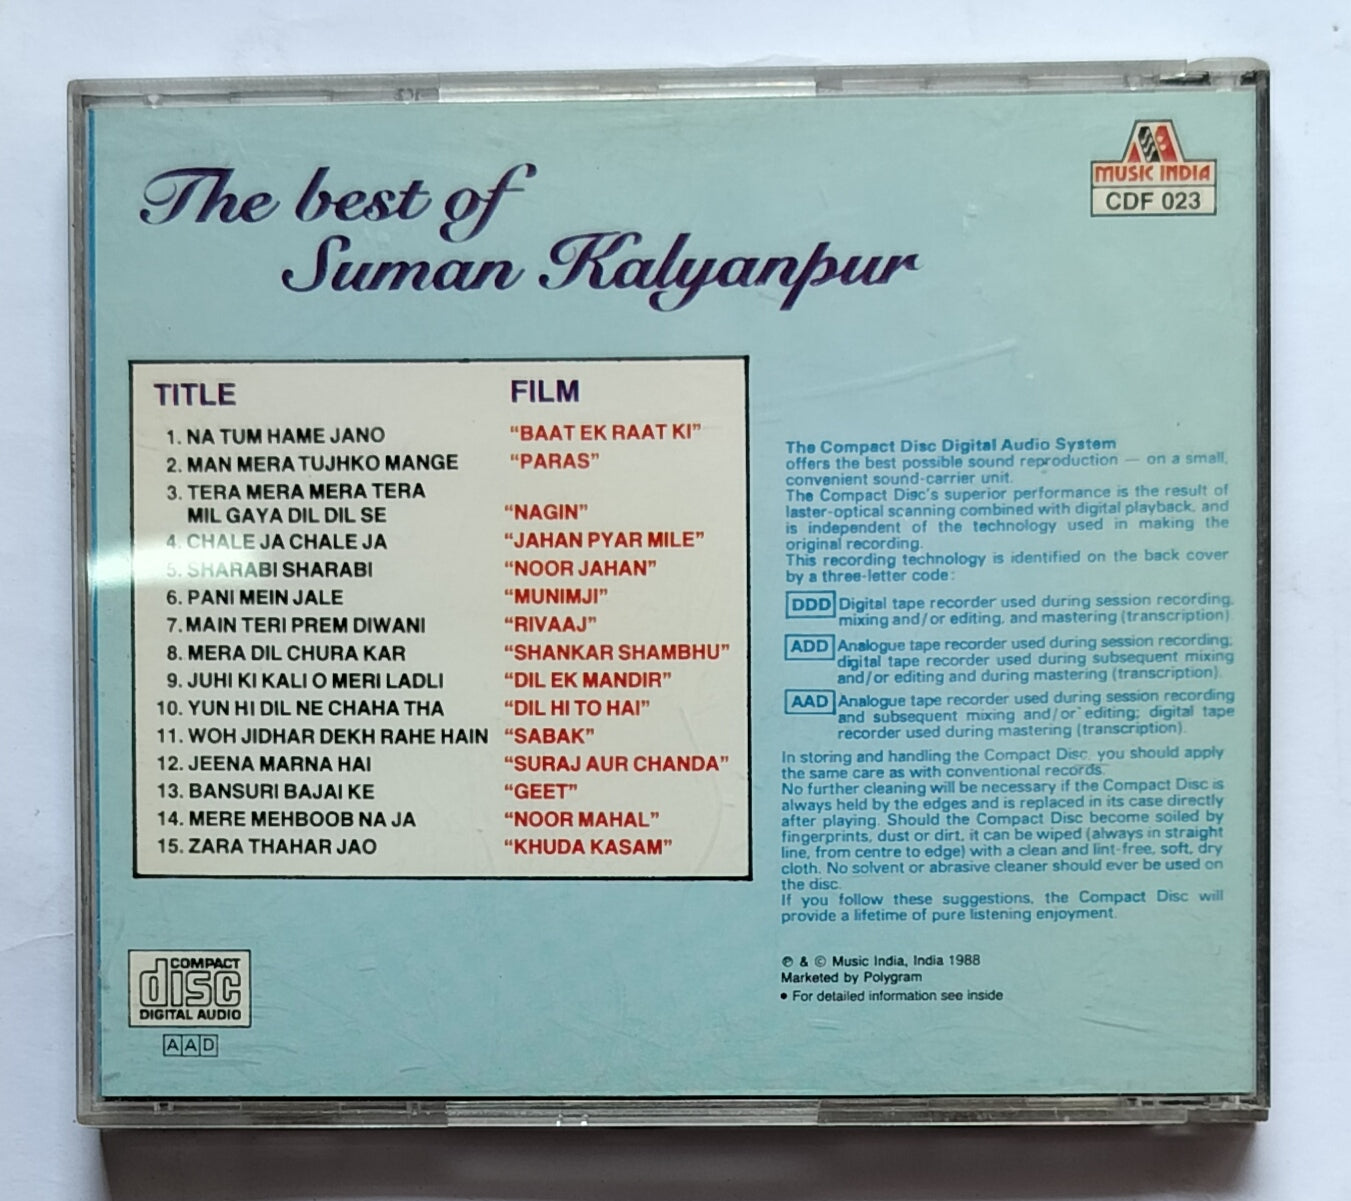 The best of
Suman Kalyanpur
MUSIC INDIA
CDF 023
TITLE FILM
1. NA TUM HAME JANO "BAAT EK RAAT KI"
2. MAN MERA TUJHKO MANGE "PARAS"
3. TERA MERA MERA TERA
MIL GAYA DIL DIL SE "NAGIN"
4. CHALE JA CHALE JA "JAHAN PYAR MILE"
5. SHARABI SHARABI "NOOR JAHAN"
6. PANI MEIN JALE "MUNIMJI"
7. MAIN TERI PREM DIWANI "RIVAAJ"
8. MERA DIL CHURA KAR "SHANKAR SHAMBHU"
9. JUHI KI KALI O MERI LADLI "DIL EK MANDIR"
10. YUN HI DIL NE CHAHA THA "DIL HI TO HAI"
11. WOH JIDHAR DEKH RAHE HAIN "SABAK"
12. JEENA MARNA HAI "SURAJ AUR CHANDA"
13. BANSURI BAJAI KE "GEET"
14. MERE MEHBOOB NA JA "NOOR MAHAL"
15. ZARA THAHAR JAO "KHUDA KASAM"
The Compact Disc Digital Audio System
offers the best possible sound reproduction — on a small,
convenient sound-carrier unit.
The Compact Disc's superior performance is the result of
laster-optical scanning combined with digital playback, and
is independent of the technology used in making the
original recording.
This recording technology is identified on the back cover
by a three-letter code:
DDD Digital tape recorder used during session recording,
mixing and/or editing, and mastering (transcription).
ADD Analogue tape recorder used during session recording;
digital tape recorder used during subsequent mixing
and/or editing and during mastering (transcription).
AAD Analogue tape recorder used during session recording
and subsequent mixing and/or editing; digital tape
recorder used during mastering (transcription).
In storing and handling the Compact Disc, you should apply
the same care as with conventional records.
No further cleaning will be necessary if the Compact Disc is
always held by the edges and is replaced in its case directly
after playing. Should the Compact Disc become soiled by
fingerprints, dust or dirt, it can be wiped (always in straight
line, from centre to edge) with a clean and lint-free, soft, dry
cloth. No solvent or abrasive cleaner should ever be used on
the disc.
If you follow these suggestions, the Compact Disc will
provide a lifetime of pure listening enjoyment.
℗ & © Music India, India 1988
Marketed by Polygram
• For detailed information see inside
COMPACT
disc
DIGITAL AUDIO
AAD